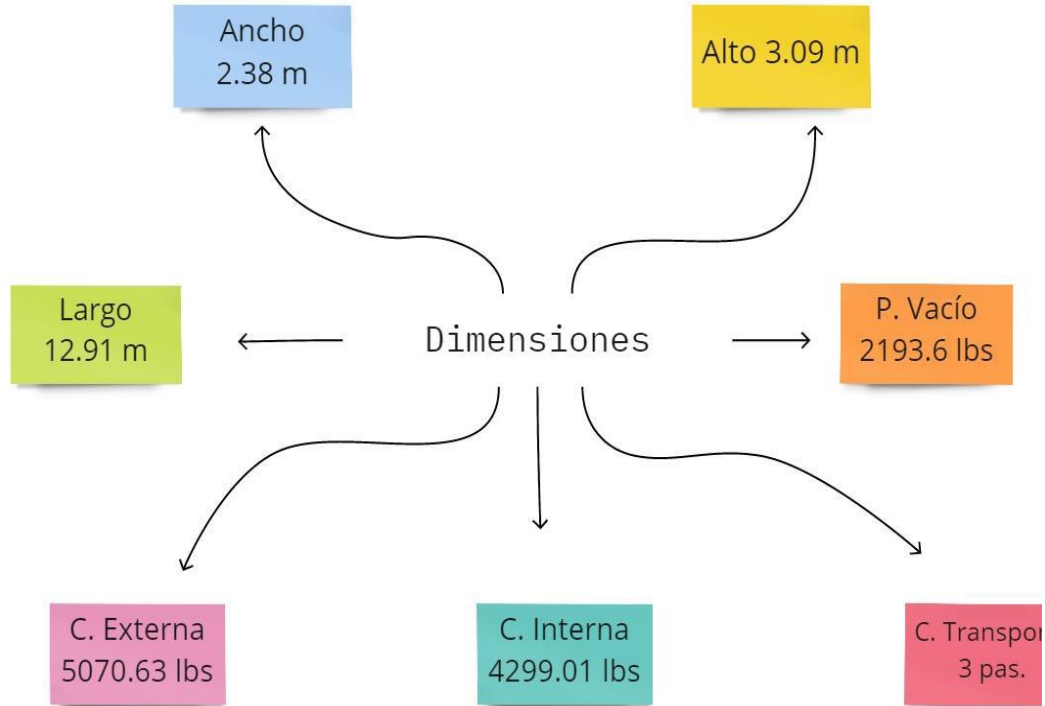 Ancho
2.38 m
Alto 3.09 m
Largo
12.91 m
Dimensiones
P. Vacío
2193.6 lbs
C. Externa
5070.63 lbs
C. Interna
4299.01 lbs
C.
3 pas.